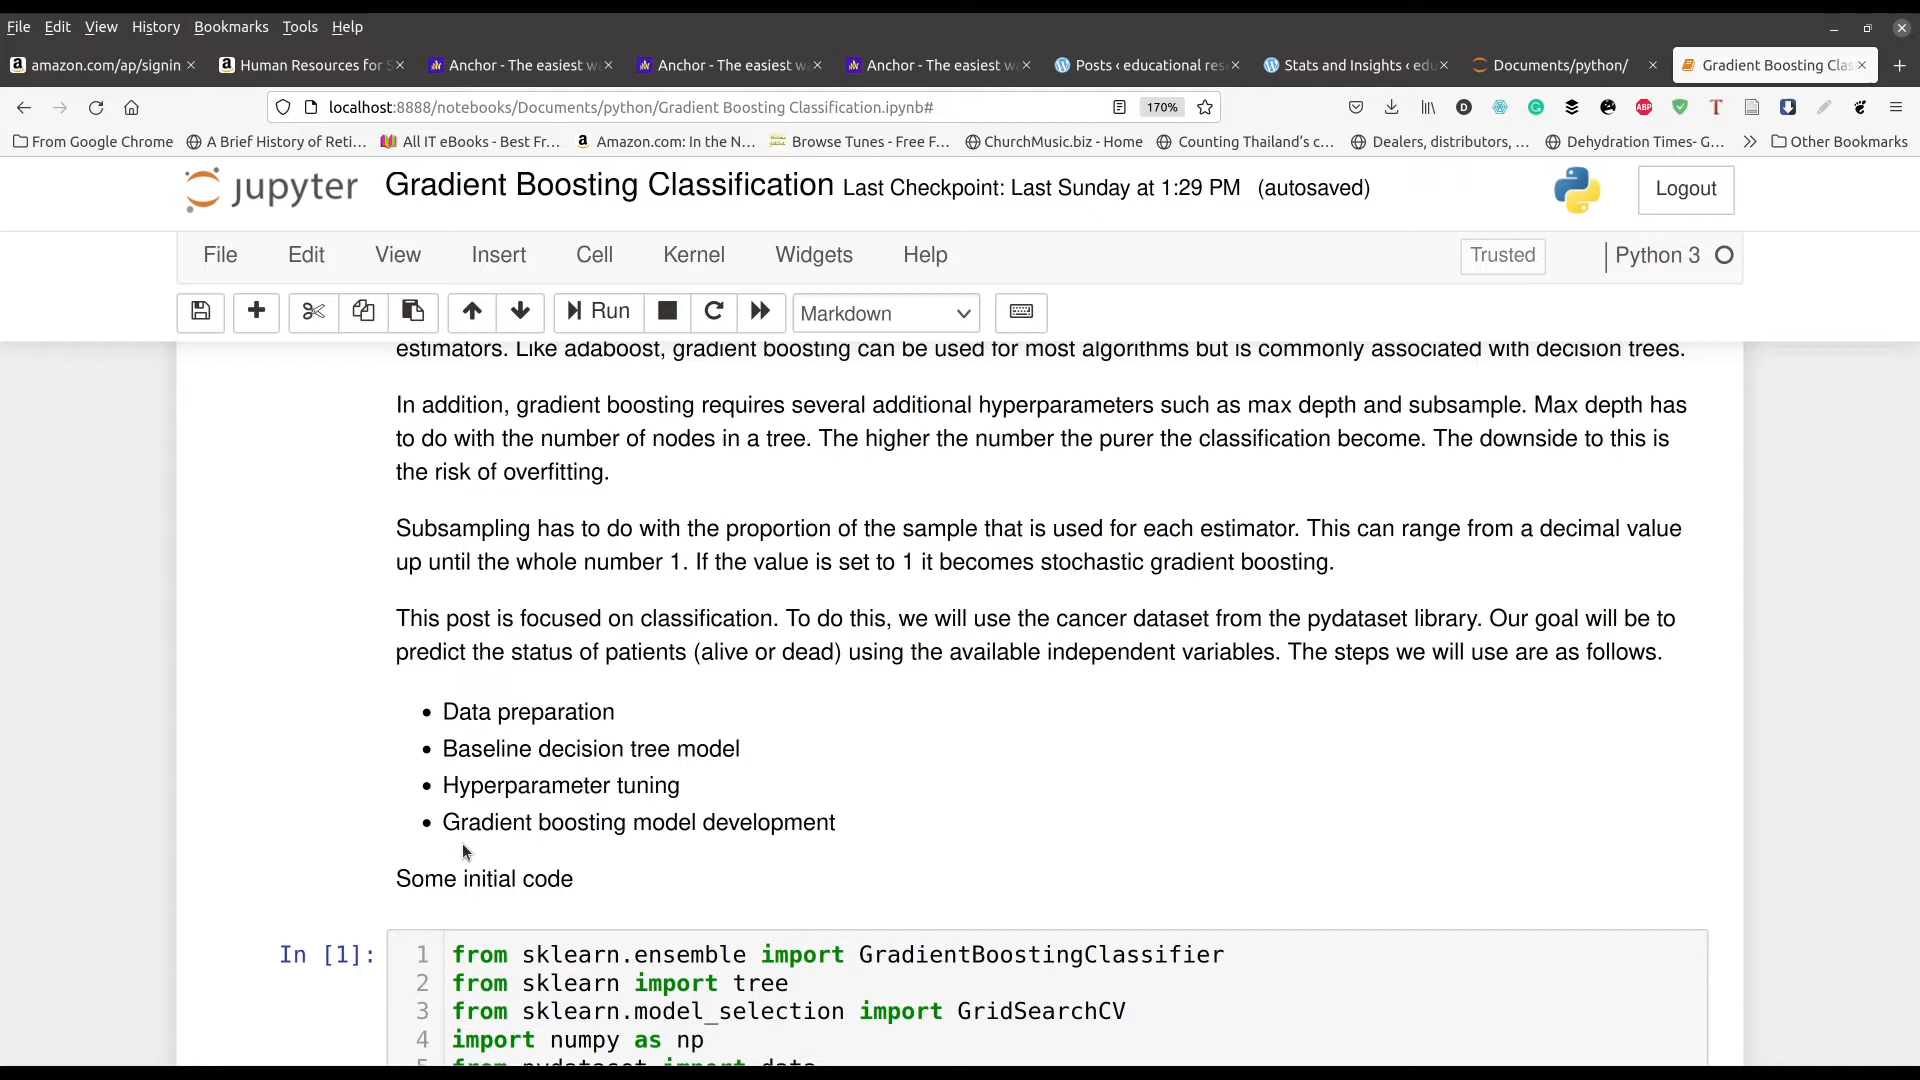 File Edit View History Bookmarks Tools Help
amazon.com/ap/signin Human Resources for S Anchor - The easiest w Anchor - The easiest w Anchor - The easiest w Posts ‹ educational res Stats and Insights ‹ edu Documents/python/ Gradient Boosting Clas
localhost:8888/notebooks/Documents/python/Gradient Boosting Classification.ipynb# 170% D ABP T
From Google Chrome A Brief History of Reti... All IT eBooks - Best Fr... Amazon.com: In the N... Browse Tunes - Free F... ChurchMusic.biz - Home Counting Thailand's c... Dealers, distributors, ... Dehydration Times- G... Other Bookmarks
jupyter Gradient Boosting Classification Last Checkpoint: Last Sunday at 1:29 PM (autosaved) Logout
File Edit View Insert Cell Kernel Widgets Help Trusted Python 3
Run Markdown
estimators. Like adaboost, gradient boosting can be used for most algorithms but is commonly associated with decision trees.
In addition, gradient boosting requires several additional hyperparameters such as max depth and subsample. Max depth has
to do with the number of nodes in a tree. The higher the number the purer the classification become. The downside to this is
the risk of overfitting.
Subsampling has to do with the proportion of the sample that is used for each estimator. This can range from a decimal value
up until the whole number 1. If the value is set to 1 it becomes stochastic gradient boosting.
This post is focused on classification. To do this, we will use the cancer dataset from the pydataset library. Our goal will be to
predict the status of patients (alive or dead) using the available independent variables. The steps we will use are as follows.
• Data preparation
• Baseline decision tree model
• Hyperparameter tuning
• Gradient boosting model development
Some initial code
In [1]: 1 from sklearn.ensemble import GradientBoostingClassifier
2 from sklearn import tree
3 from sklearn.model_selection import GridSearchCV
4 import numpy as np
5 from pydataset import data